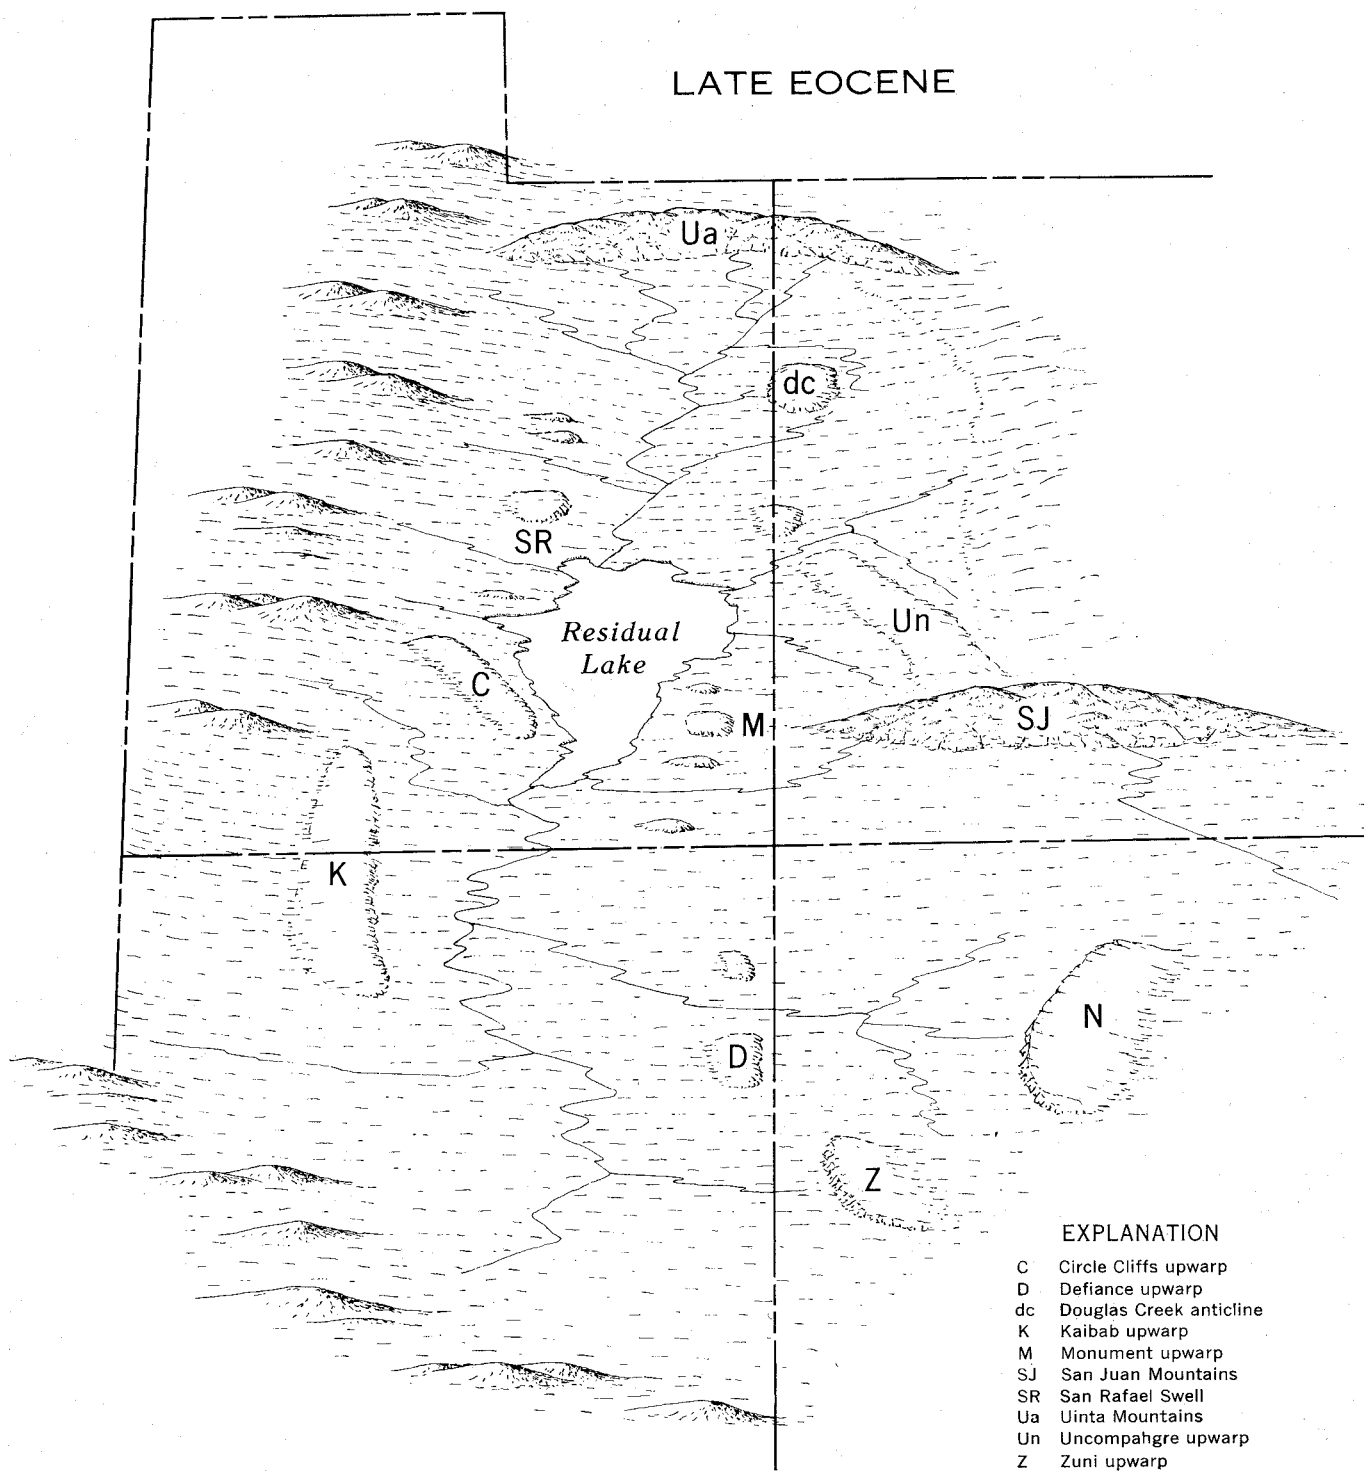 LATE EOCENE
Ua
dc
SR
Un
Residual
Lake
C
M
SJ
K
N
D
Z
EXPLANATION
C Circle Cliffs upwarp
D Defiance upwarp
dc Douglas Creek anticline
K Kaibab upwarp
M Monument upwarp
SJ San Juan Mountains
SR San Rafael Swell
Ua Uinta Mountains
Un Uncompahgre upwarp
Z Zuni upwarp